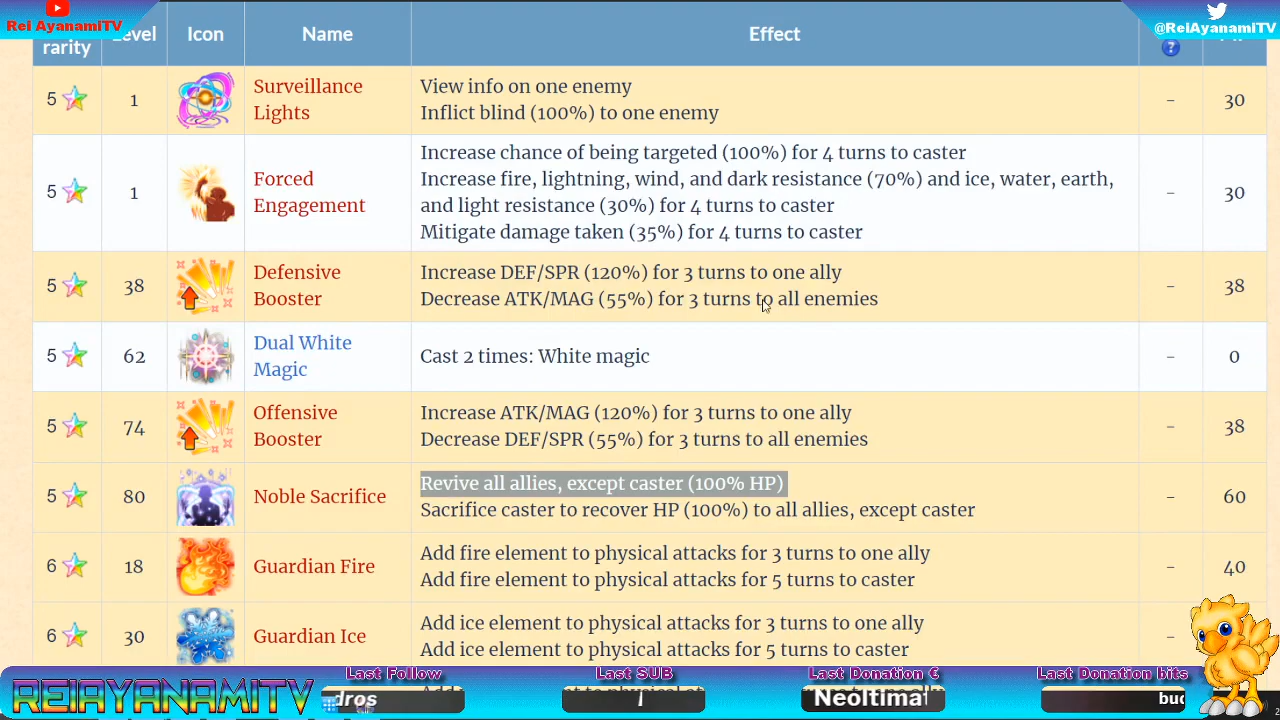 Rei AyanamiTV
@ReiAyanamiTV
rarity Level Icon Name Effect
?
5 1 Surveillance Lights View info on one enemy - 30
Inflict blind (100%) to one enemy
5 1 Forced Engagement Increase chance of being targeted (100%) for 4 turns to caster - 30
Increase fire, lightning, wind, and dark resistance (70%) and ice, water, earth,
and light resistance (30%) for 4 turns to caster
Mitigate damage taken (35%) for 4 turns to caster
5 38 Defensive Booster Increase DEF/SPR (120%) for 3 turns to one ally - 38
Decrease ATK/MAG (55%) for 3 turns to all enemies
5 62 Dual White Magic Cast 2 times: White magic - 0
5 74 Offensive Booster Increase ATK/MAG (120%) for 3 turns to one ally - 38
Decrease DEF/SPR (55%) for 3 turns to all enemies
5 80 Noble Sacrifice Revive all allies, except caster (100% HP) - 60
Sacrifice caster to recover HP (100%) to all allies, except caster
6 18 Guardian Fire Add fire element to physical attacks for 3 turns to one ally - 40
Add fire element to physical attacks for 5 turns to caster
6 30 Guardian Ice Add ice element to physical attacks for 3 turns to one ally -
Add ice element to physical attacks for 5 turns to caster
REIAYANAMITV
Last Follow Last SUB Last Donation € Last Donation bits
dros Neoltima buc